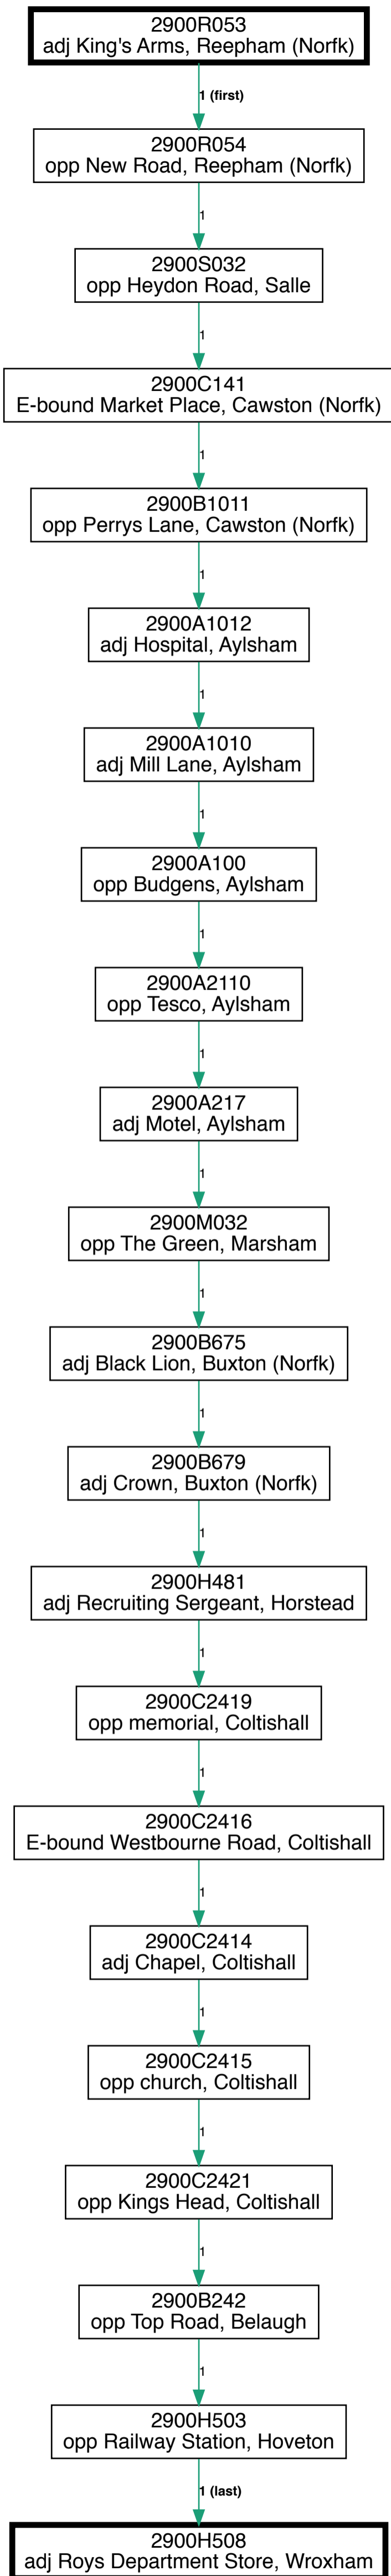 2900R053
adj King's Arms, Reepham (Norfk)
1 (first)
2900R054
opp New Road, Reepham (Norfk)
1
2900S032
opp Heydon Road, Salle
1
2900C141
E-bound Market Place, Cawston (Norfk)
1
2900B1011
opp Perrys Lane, Cawston (Norfk)
1
2900A1012
adj Hospital, Aylsham
1
2900A1010
adj Mill Lane, Aylsham
1
2900A100
opp Budgens, Aylsham
1
2900A2110
opp Tesco, Aylsham
1
2900A217
adj Motel, Aylsham
1
2900M032
opp The Green, Marsham
1
2900B675
adj Black Lion, Buxton (Norfk)
1
2900B679
adj Crown, Buxton (Norfk)
1
2900H481
adj Recruiting Sergeant, Horstead
1
2900C2419
opp memorial, Coltishall
1
2900C2416
E-bound Westbourne Road, Coltishall
1
2900C2414
adj Chapel, Coltishall
1
2900C2415
opp church, Coltishall
1
2900C2421
opp Kings Head, Coltishall
1
2900B242
opp Top Road, Belaugh
1
2900H503
opp Railway Station, Hoveton
1 (last)
2900H508
adj Roys Department Store, Wroxham